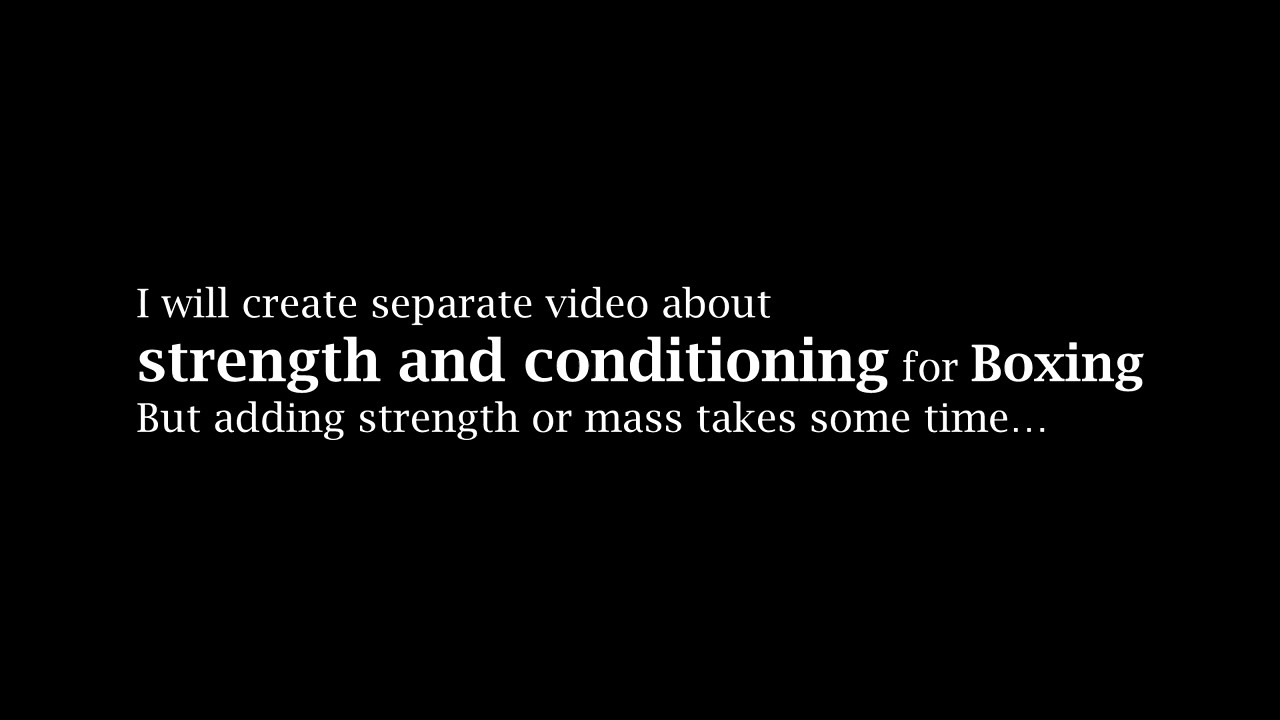 I will create separate video about
strength and conditioning for Boxing
But adding strength or mass takes some time…